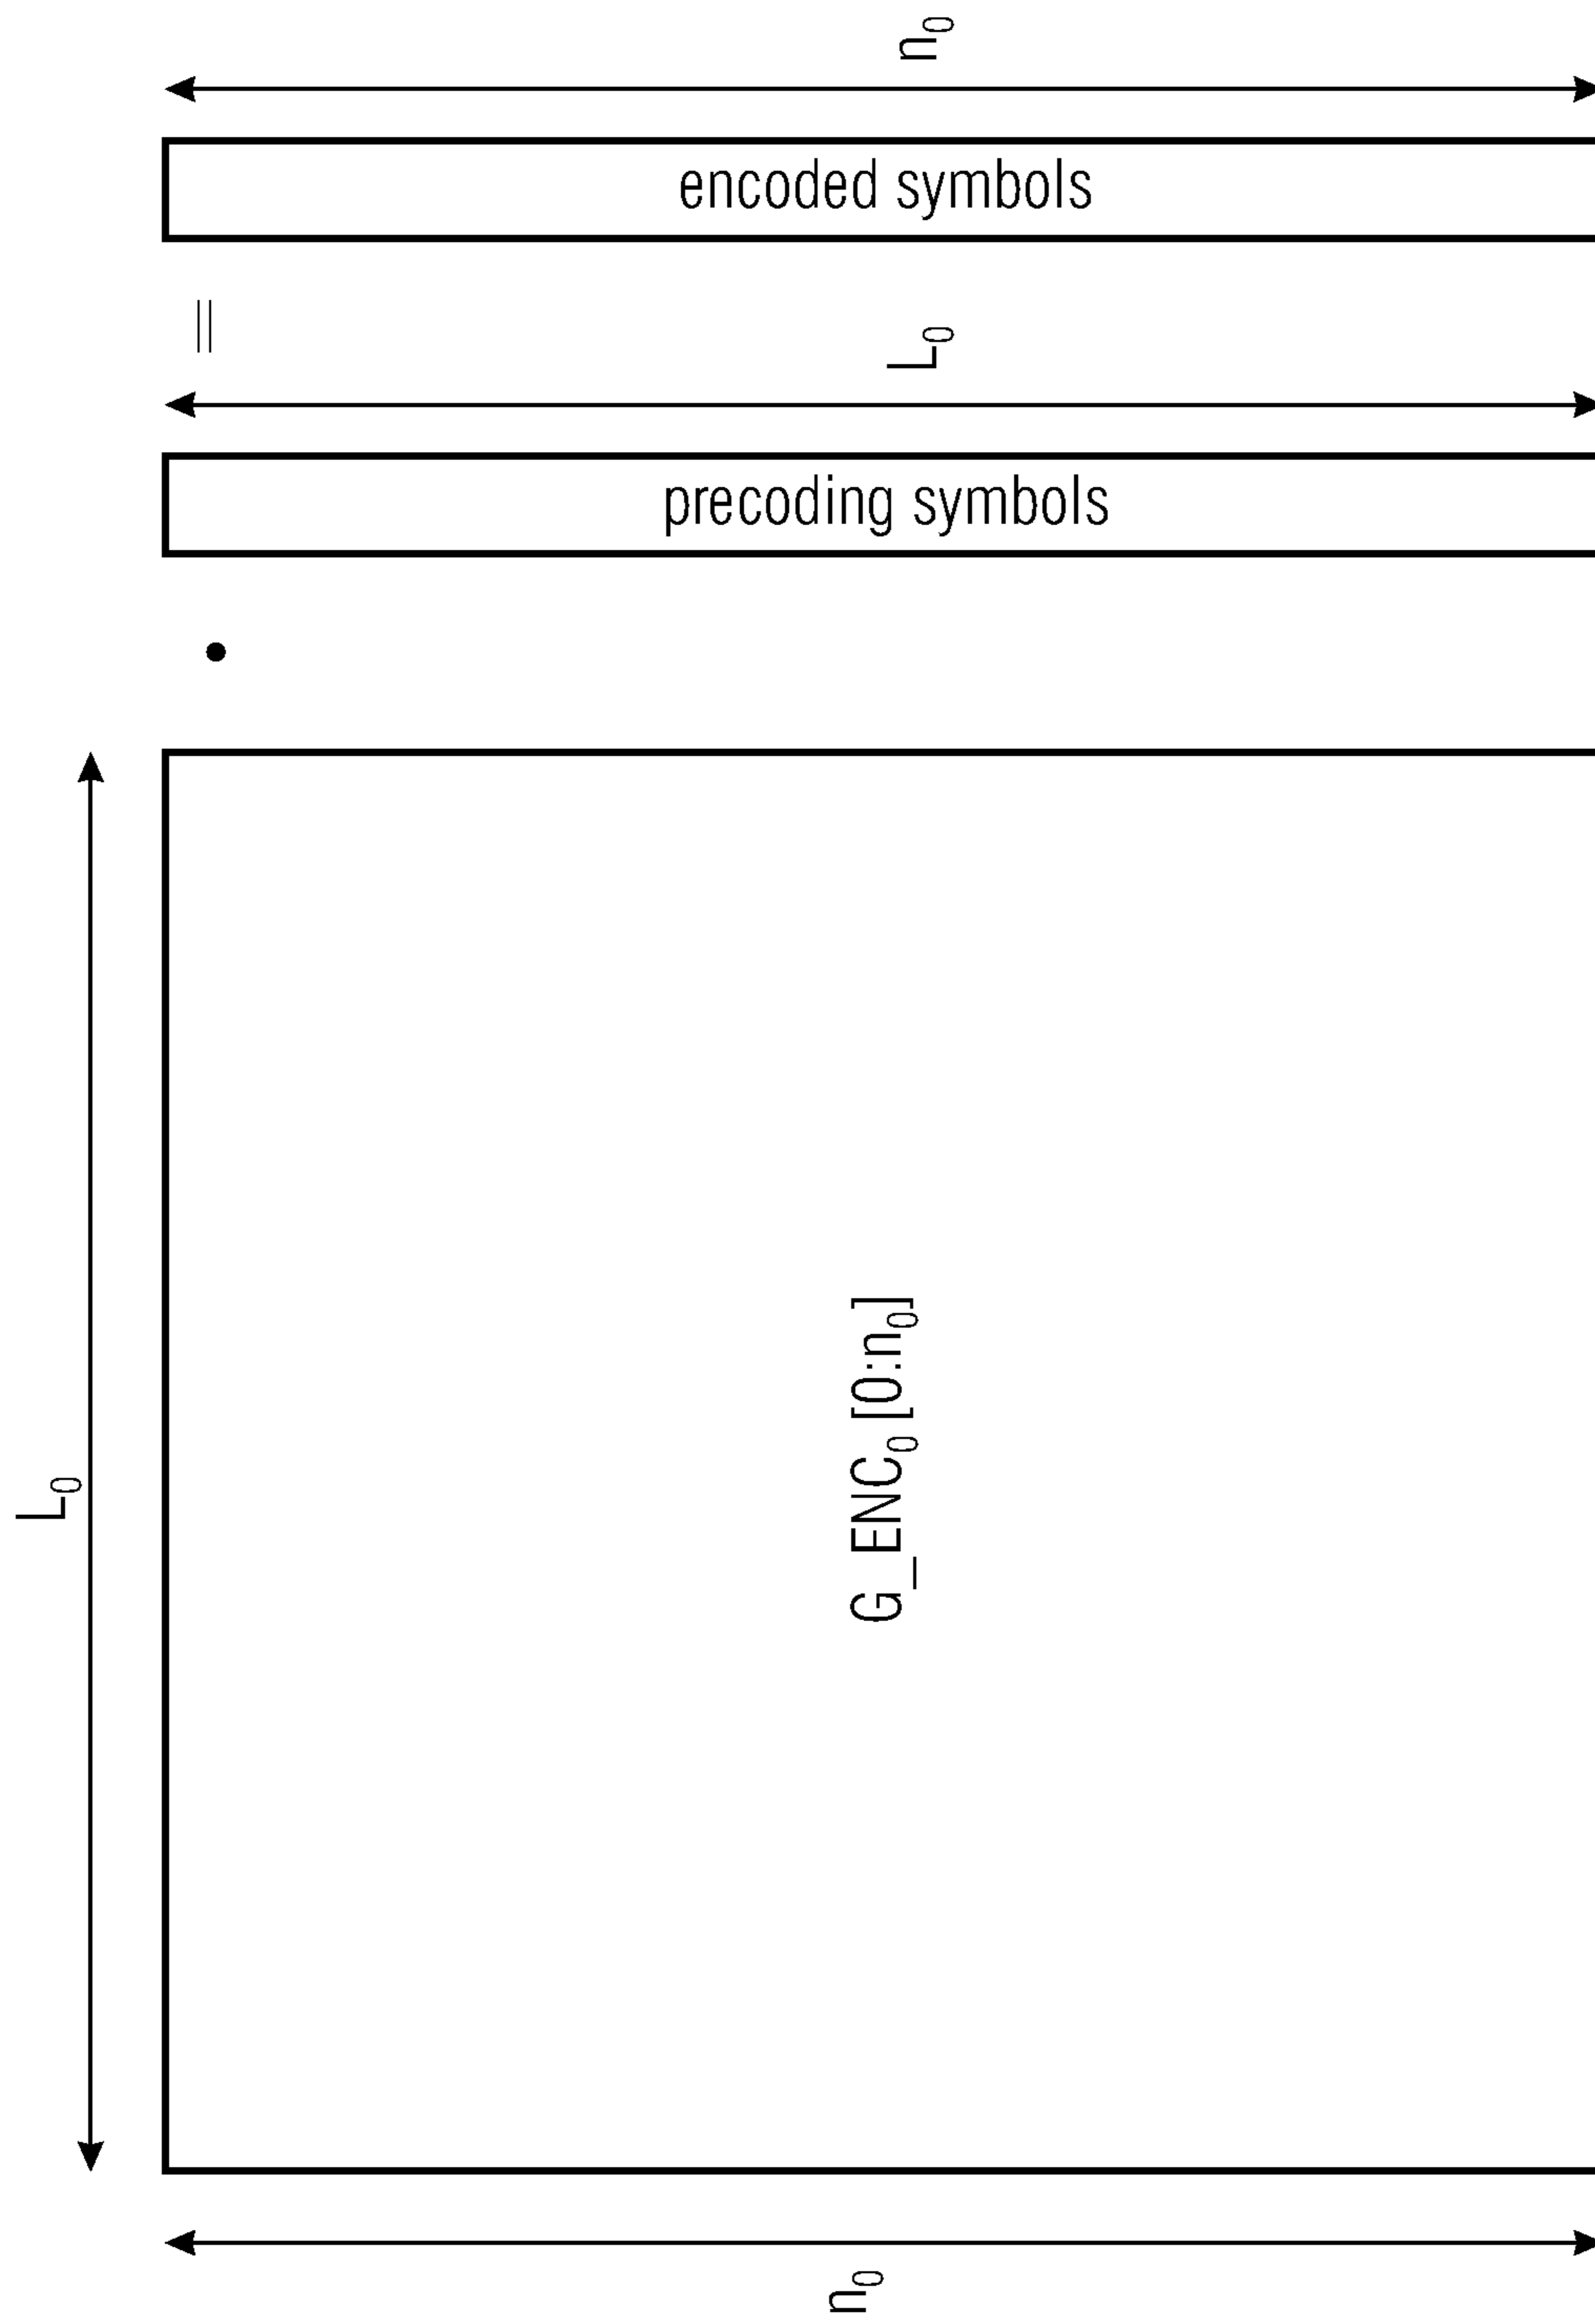 n₀
L₀
G_ENC₀ [0:n₀]
•
precoding symbols
L₀
=
encoded symbols
n₀